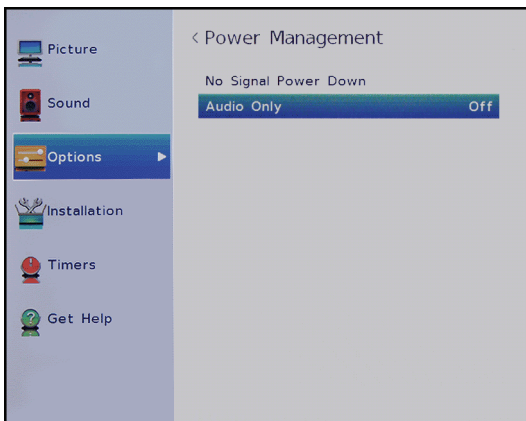 Picture
Sound
Options
Installation
Timers
Get Help
< Power Management
No Signal Power Down
Audio Only Off